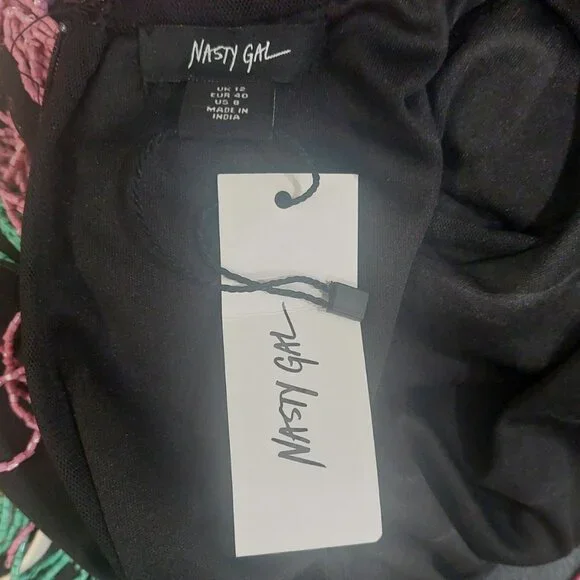 NASTY GAL
UK 12
EUR 40
US 8
MADE IN
INDIA
NASTY GAL